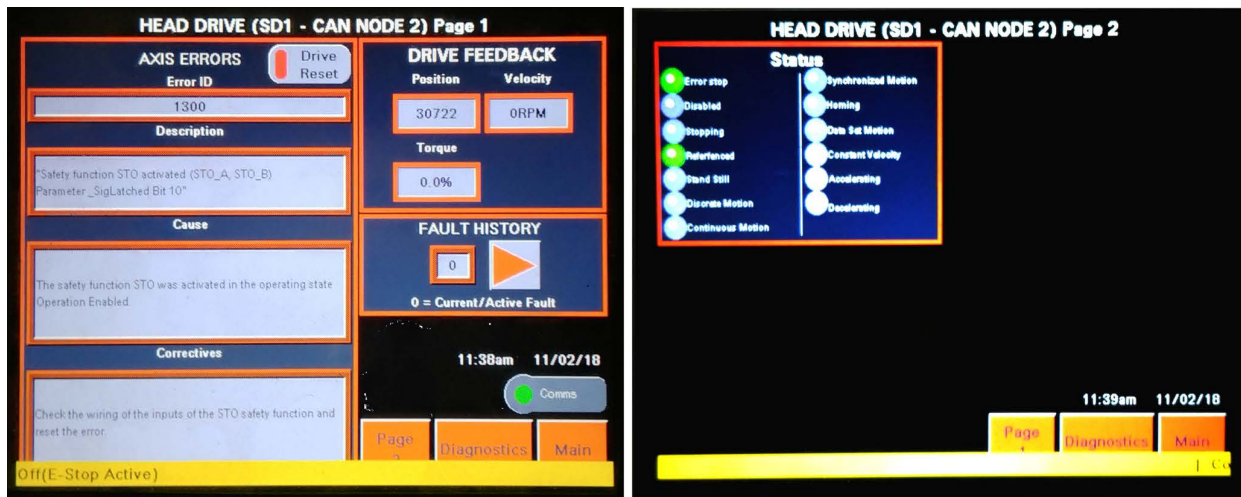 HEAD DRIVE (SD1 - CAN NODE 2) Page 1
AXIS ERRORS
Drive
Reset
Error ID
1300
Description
"Safety function STO activated (STO_A, STO_B)
Parameter _SigLatched Bit 10"
Cause
The safety function STO was activated in the operating state
Operation Enabled.
Correctives
Check the wiring of the inputs of the STO safety function and
reset the error.
DRIVE FEEDBACK
Position
Velocity
30722
0RPM
Torque
0.0%
FAULT HISTORY
0
0 = Current/Active Fault
11:38am 11/02/18
Comms
Page
Diagnostics
Main
Off(E-Stop Active)
HEAD DRIVE (SD1 - CAN NODE 2) Page 2
Status
Error stop
Disabled
Stopping
Referfenced
Stand Still
Discrete Motion
Continuous Motion
Synchronized Motion
Homing
Data Set Motion
Constant Velocity
Accelerating
Decelerating
11:39am 11/02/18
Page
Diagnostics
Main